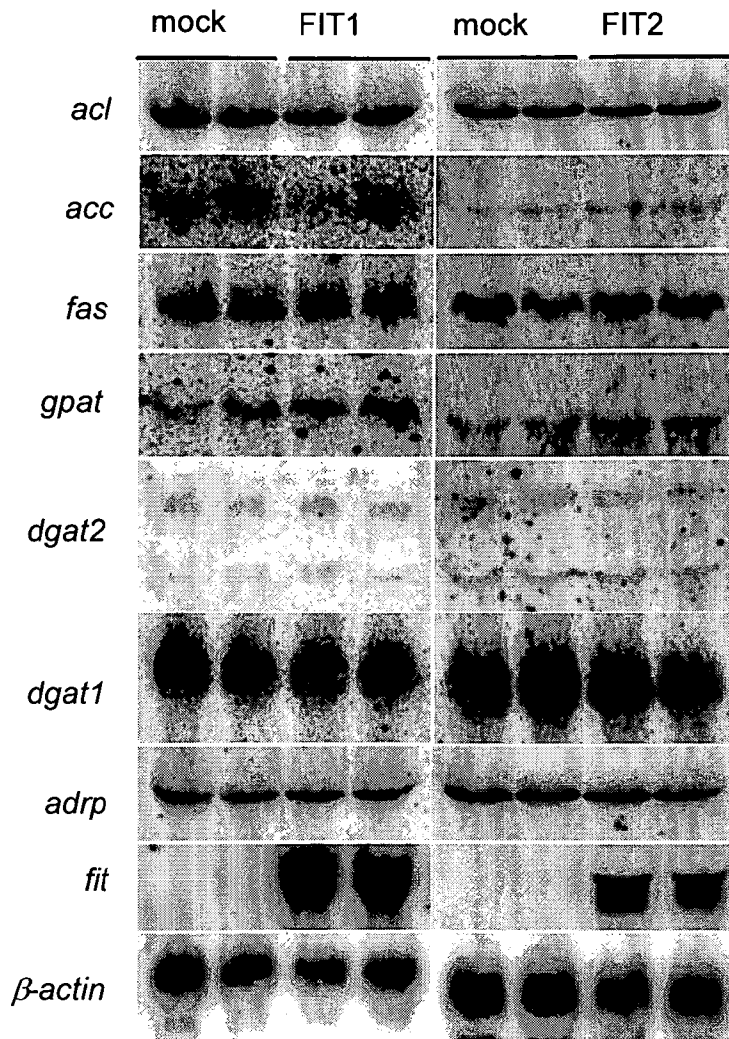 mock FIT1 mock FIT2
acl
acc
fas
gpat
dgat2
dgat1
adrp
fit
β-actin